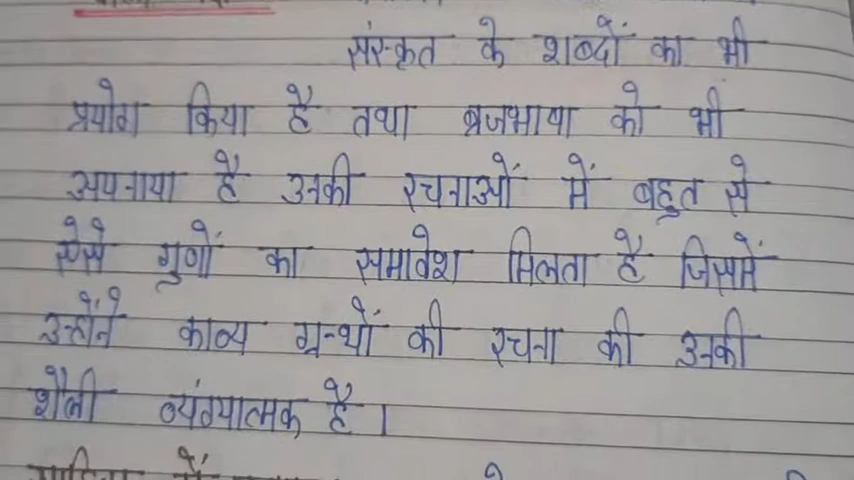 संस्कृत के शब्दों का भी
प्रयोग किया है तथा ब्रजभाषा को भी
अपनाया है उनकी रचनाओं में बहुत से
ऐसे गुणों का समावेश मिलता है जिसमें
उन्होंने काव्य ग्रन्थों की रचना की उनकी
शैली व्यंग्यात्मक है।
में